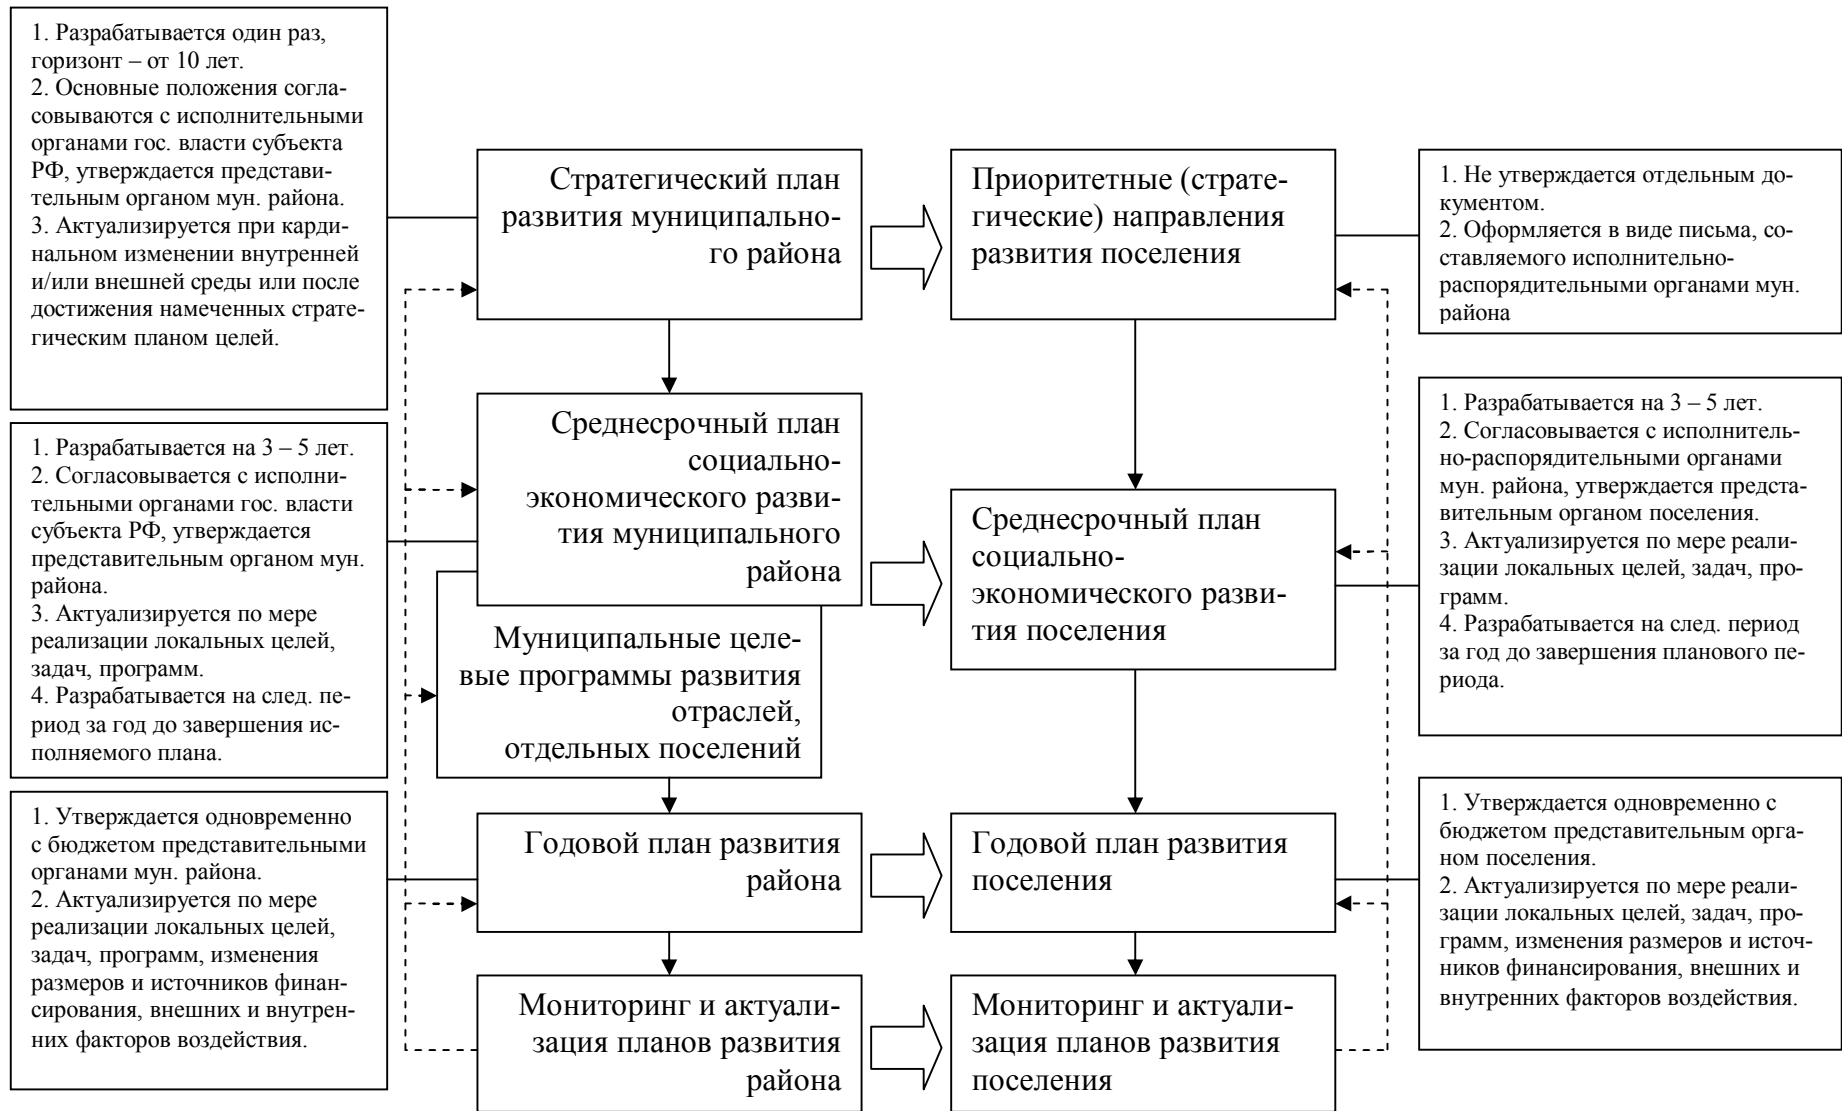 1. Разрабатывается один раз,
горизонт – от 10 лет.
2. Основные положения согла-
совываются с исполнительными
органами гос. власти субъекта
РФ, утверждается представи-
тельным органом мун. района.
3. Актуализируется при карди-
нальном изменении внутренней
и/или внешней среды или после
достижения намеченных страте-
гическим планом целей.
Стратегический план
развития муниципально-
го района
Приоритетные (страте-
гические) направления
развития поселения
1. Не утверждается отдельным до-
кументом.
2. Оформляется в виде письма, со-
ставляемого исполнительно-
распорядительными органами мун.
района
1. Разрабатывается на 3 – 5 лет.
2. Согласовывается с исполни-
тельными органами гос. власти
субъекта РФ, утверждается
представительным органом мун.
района.
3. Актуализируется по мере
реализации локальных целей,
задач, программ.
4. Разрабатывается на след. пе-
риод за год до завершения ис-
полняемого плана.
Среднесрочный план
социально-
экономического разви-
тия муниципального
района
Муниципальные целе-
вые программы развития
отраслей,
отдельных поселений
Среднесрочный план
социально-
экономического разви-
тия поселения
1. Разрабатывается на 3 – 5 лет.
2. Согласовывается с исполнитель-
но-распорядительными органами
мун. района, утверждается предста-
вительным органом поселения.
3. Актуализируется по мере реали-
зации локальных целей, задач, про-
грамм.
4. Разрабатывается на след. период
за год до завершения планового пе-
риода.
1. Утверждается одновременно
с бюджетом представительными
органами мун. района.
2. Актуализируется по мере
реализации локальных целей,
задач, программ, изменения
размеров и источников финан-
сирования, внешних и внутрен-
них факторов воздействия.
Годовой план развития
района
Годовой план развития
поселения
1. Утверждается одновременно с
бюджетом представительным орга-
ном поселения.
2. Актуализируется по мере реали-
зации локальных целей, задач, про-
грамм, изменения размеров и источ-
ников финансирования, внешних и
внутренних факторов воздействия.
Мониторинг и актуали-
зация планов развития
района
Мониторинг и актуали-
зация планов развития
поселения